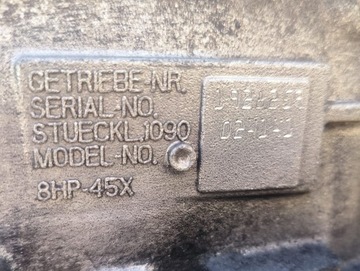 GETRIEBE-NR.
SERIAL-NO.
STUECKL.1090
MODEL-NO.
8HP-45X